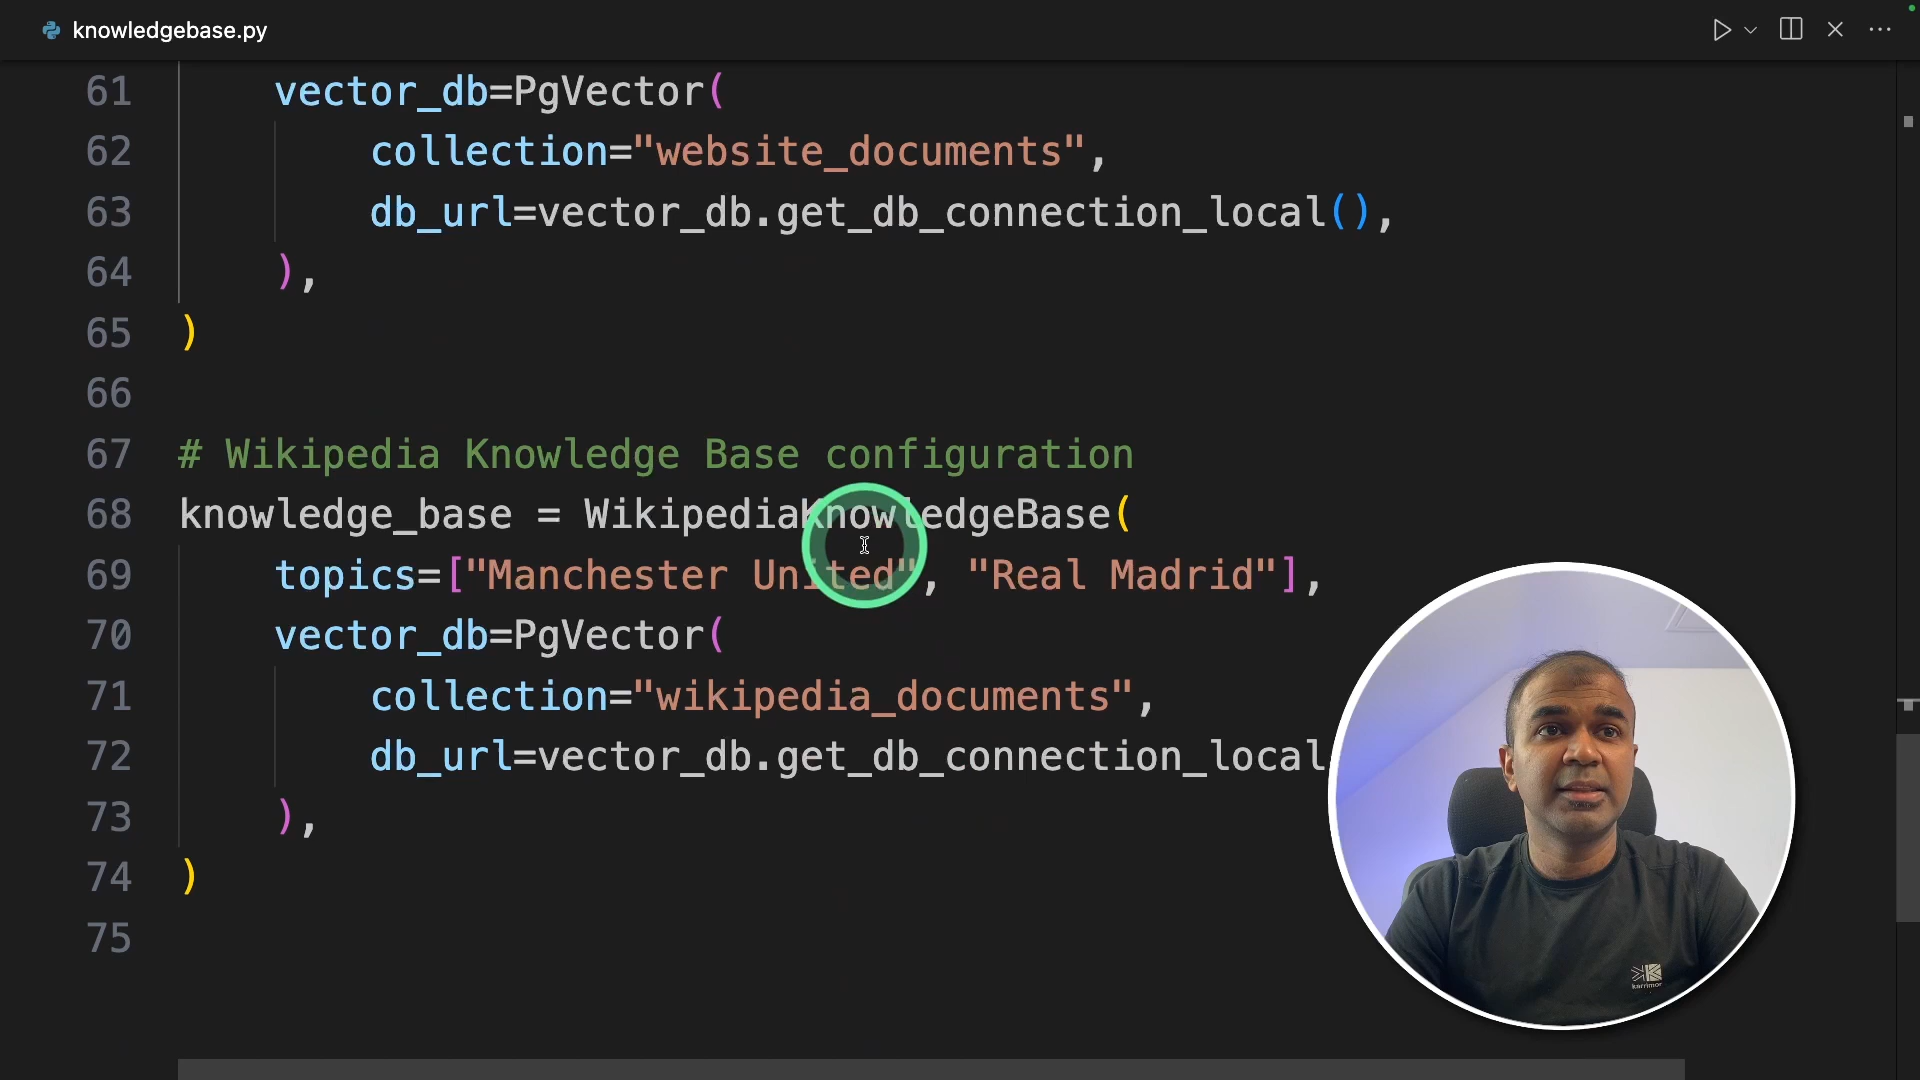 knowledgebase.py
61 vector_db=PgVector(
62 collection="website_documents",
63 db_url=vector_db.get_db_connection_local(),
64 ),
65 )
66
67 # Wikipedia Knowledge Base configuration
68 knowledge_base = WikipediaKnowledgeBase(
69 topics=["Manchester United", "Real Madrid"],
70 vector_db=PgVector(
71 collection="wikipedia_documents",
72 db_url=vector_db.get_db_connection_local
73 ),
74 )
75
karrimor